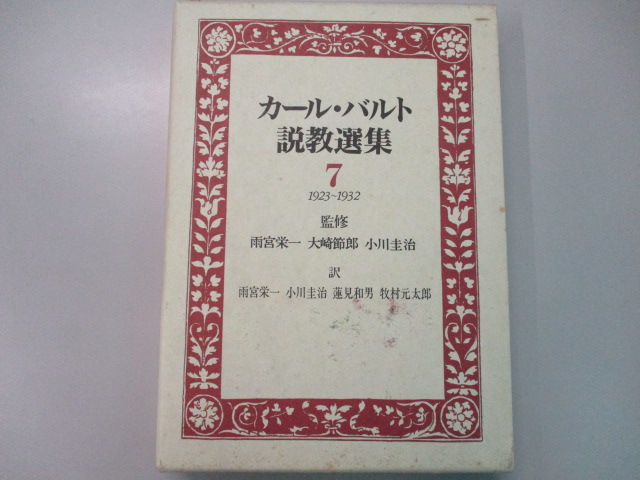 カール・バルト
説教選集
7
1923~1932
監修
雨宮栄一 大崎節郎 小川圭治
訳
雨宮栄一 小川圭治 蓮見和男 牧村元太郎